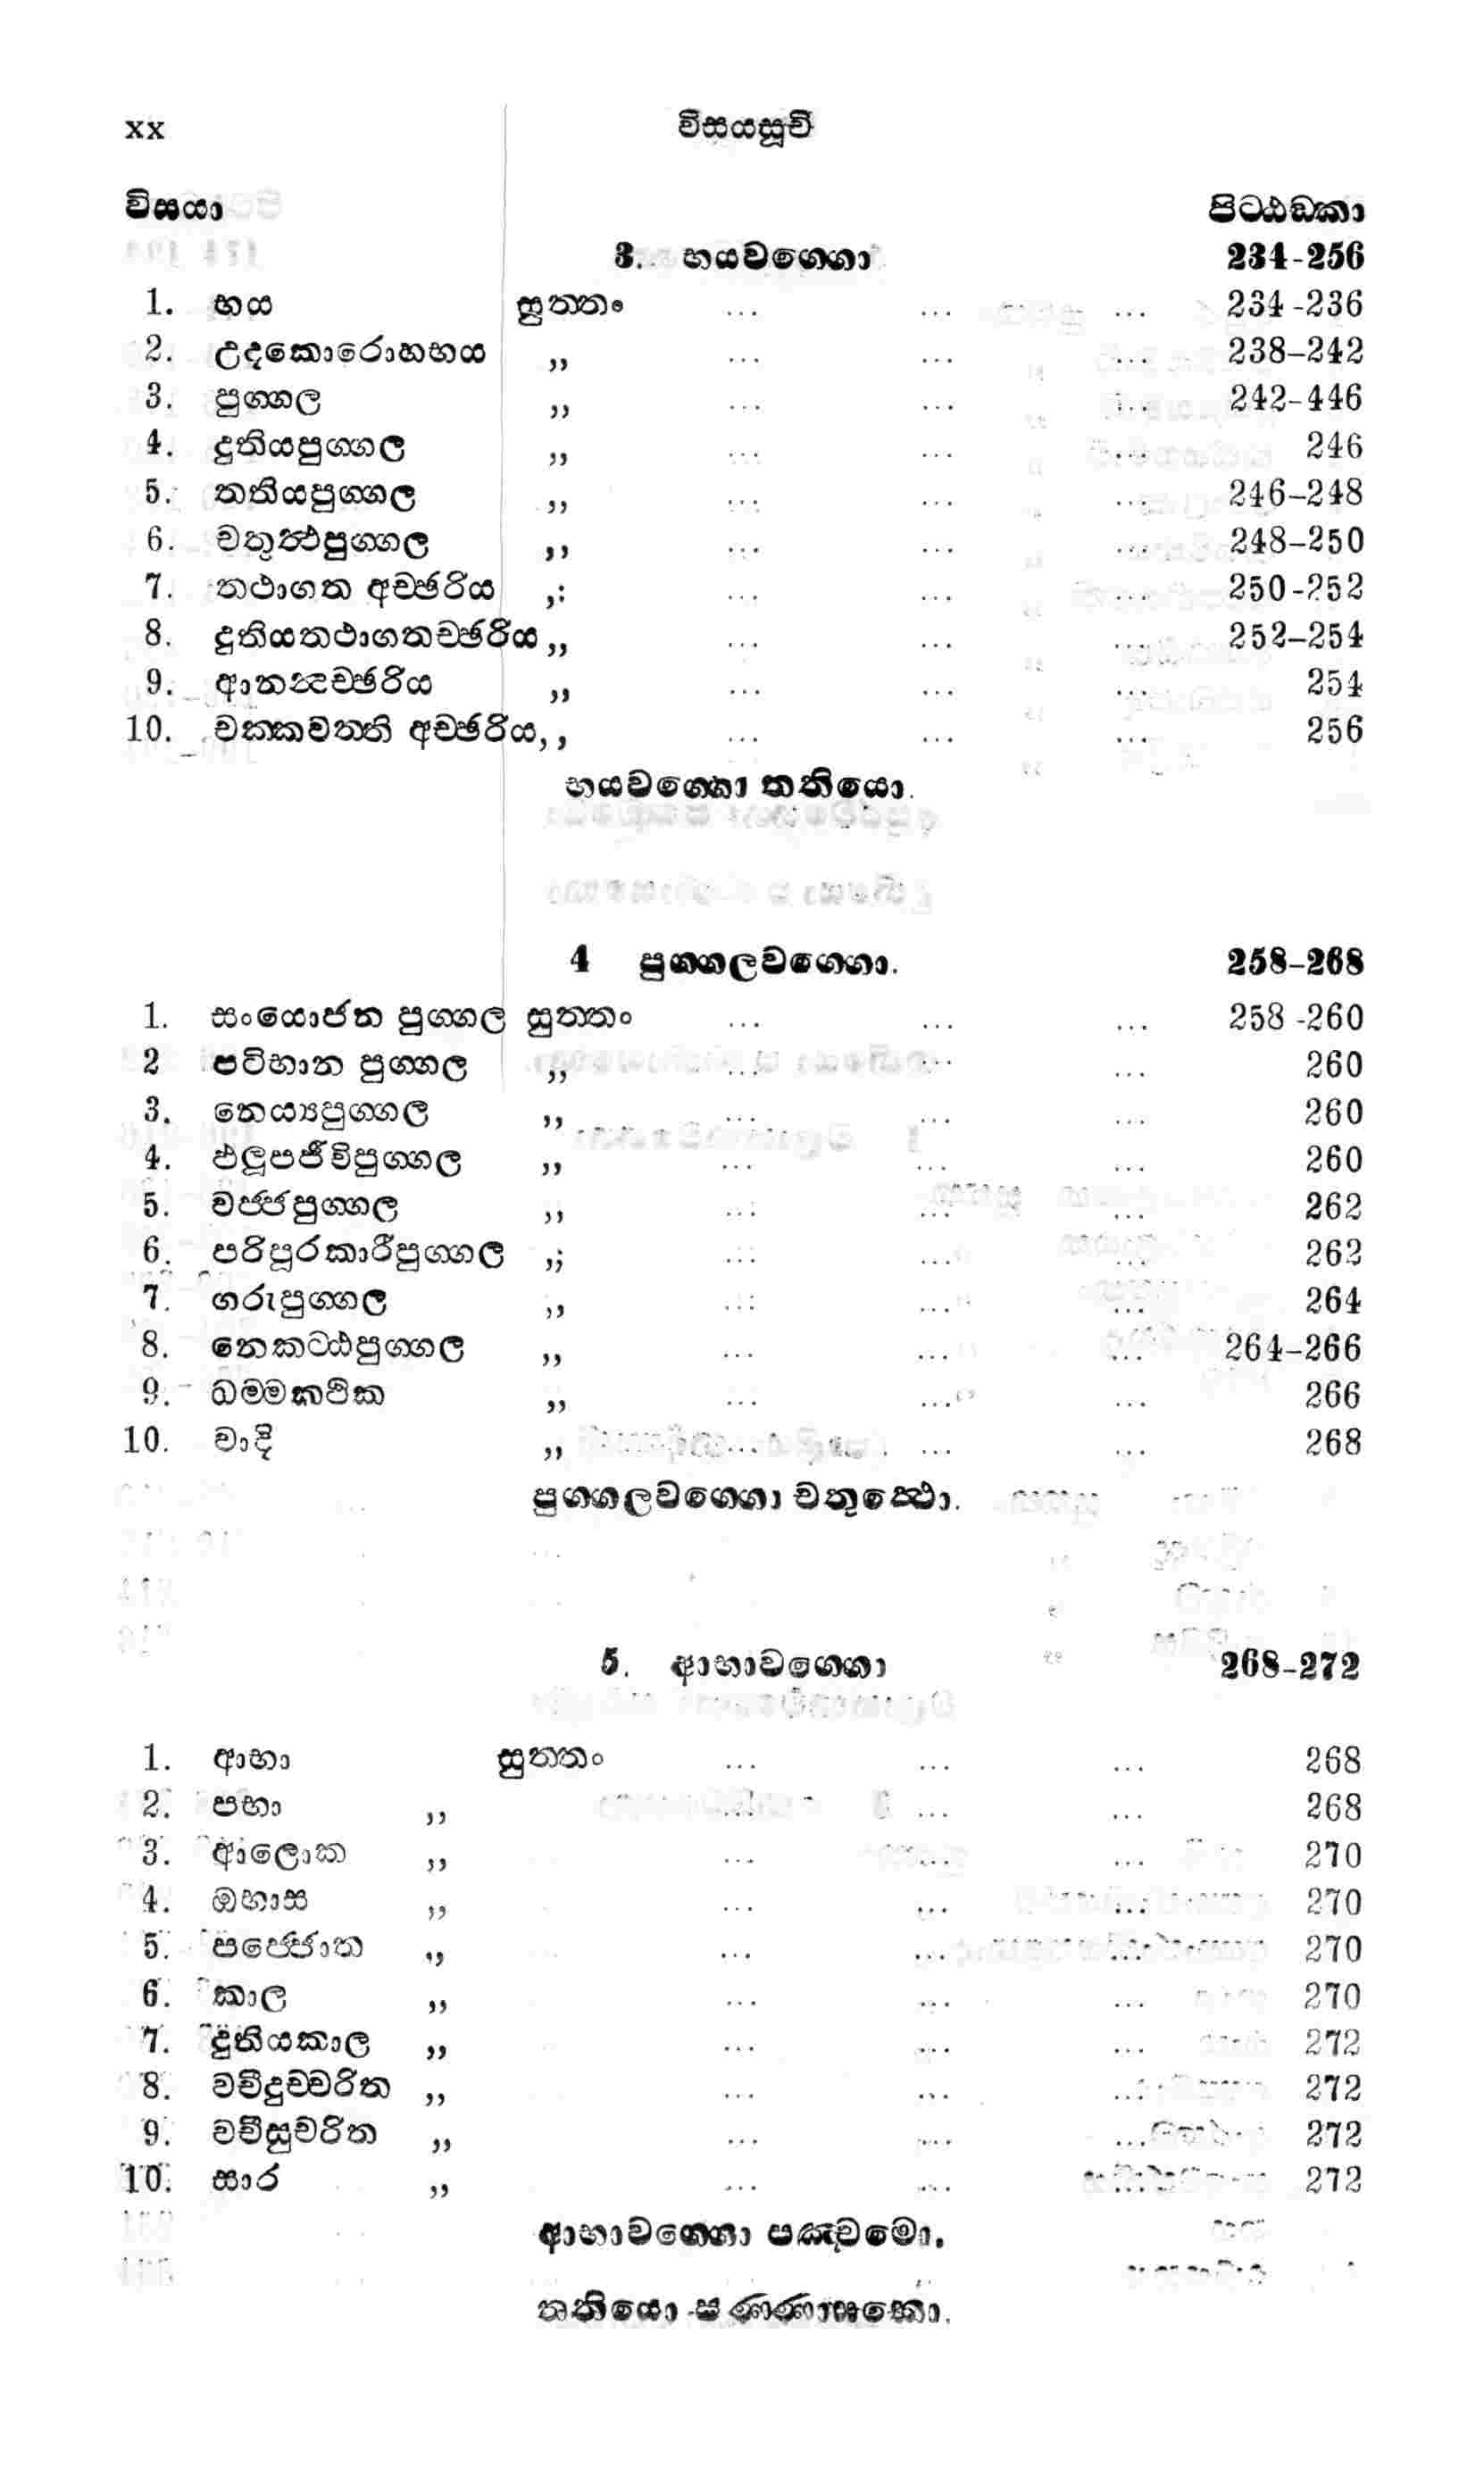 xx විසයසූචී
විසයා පිට්ඨඞ්කා
3. භයවග්ගො 234-256
1. භය සුත්තං ... ... ... 234-236
2. උදකොරොහභය ,, ... ... ... 238–242
3. පුග්ගල ,, ... ... ... 242-446
4. දුතියපුග්ගල ,, ... ... ... 246
5. තතියපුග්ගල ,, ... ... ... 246–248
6. චතුත්ථපුග්ගල ,, ... ... ... 248–250
7. තථාගත අච්ඡරිය ,, ... ... ... 250-252
8. දුතියතථාගතච්ඡරිය ,, ... ... ... 252–254
9. ආනන්දච්ඡරිය ,, ... ... ... 254
10. චක්කවත්ති අච්ඡරිය,, ... ... ... 256
භයවග්ගො තතියො.
4 පුග්ගලවග්ගො. 258–268
1. සංයොජන පුග්ගල සුත්තං ... ... ... 258-260
2 පටිභාන පුග්ගල ,, ... ... ... 260
3. නෙය්‍යපුග්ගල ,, ... ... ... 260
4. ඵලූපජීවිපුග්ගල ,, ... ... ... 260
5. වජ්ජපුග්ගල ,, ... ... ... 262
6. පරිපූරකාරීපුග්ගල ,, ... ... ... 262
7. ගරුපුග්ගල ,, ... ... ... 264
8. නෙකට්ඨපුග්ගල ,, ... ... ... 264–266
9. ධම්මකථික ,, ... ... ... 266
10. වාදි ,, ... ... ... 268
පුග්ගලවග්ගො චතුත්ථො.
5. ආභාවග්ගො 268-272
1. ආභා සුත්තං ... ... ... 268
2. පභා ,, ... ... ... 268
3. ආලොක ,, ... ... ... 270
4. ඔභාස ,, ... ... ... 270
5. පජ්ජොත ,, ... ... ... 270
6. කාල ,, ... ... ... 270
7. දුතියකාල ,, ... ... ... 272
8. වචීදුච්චරිත ,, ... ... ... 272
9. වචීසුචරිත ,, ... ... ... 272
10. සාර ,, ... ... ... 272
ආභාවග්ගො පඤ්චමො.
තතියො පණ්ණාසකො.